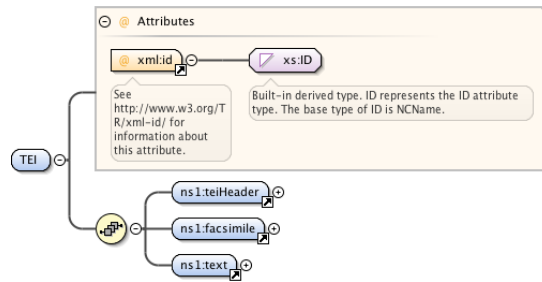 @ Attributes
@ xml:id
xs:ID
See
http://www.w3.org/T
R/xml-id/ for
information about
this attribute.
Built-in derived type. ID represents the ID attribute
type. The base type of ID is NCName.
TEI
ns1:teiHeader
ns1:facsimile
ns1:text